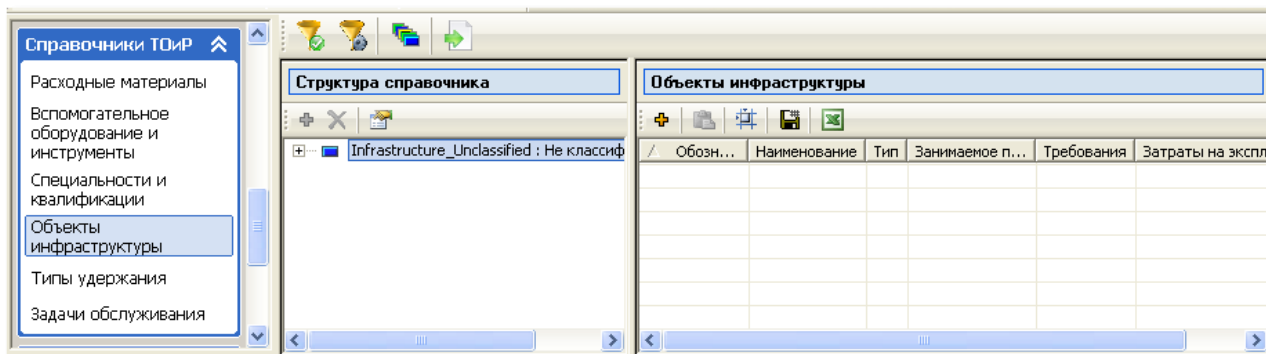 Справочники ТОиР
Расходные материалы
Вспомогательное
оборудование и
инструменты
Специальности и
квалификации
Объекты
инфраструктуры
Типы удержания
Задачи обслуживания
Структура справочника
Infrastructure_Unclassified : Не классиф
Объекты инфраструктуры
Обозн... Наименование Тип Занимаемое п... Требования Затраты на экспл